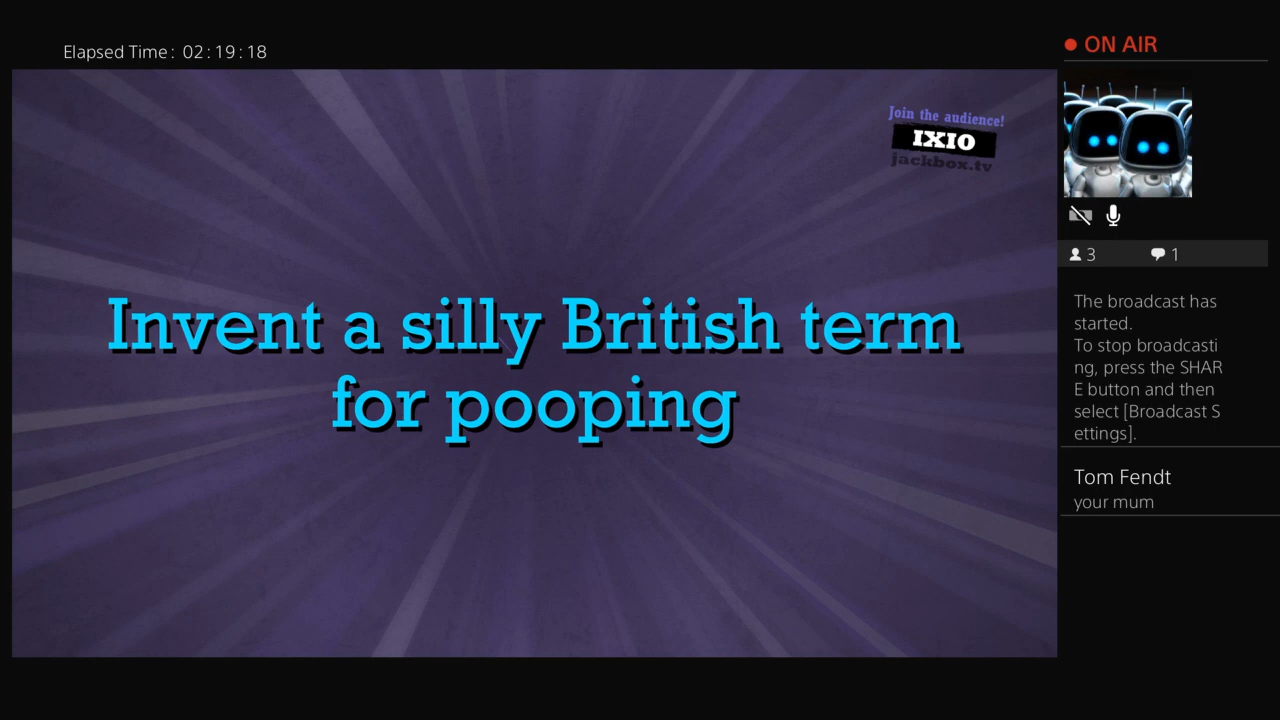 Elapsed Time: 02:19:18
ON AIR
Join the audience!
IXIO
jackbox.tv
Invent a silly British term
for pooping
3
1
The broadcast has
started.
To stop broadcasti
ng, press the SHAR
E button and then
select [Broadcast S
ettings].
Tom Fendt
your mum